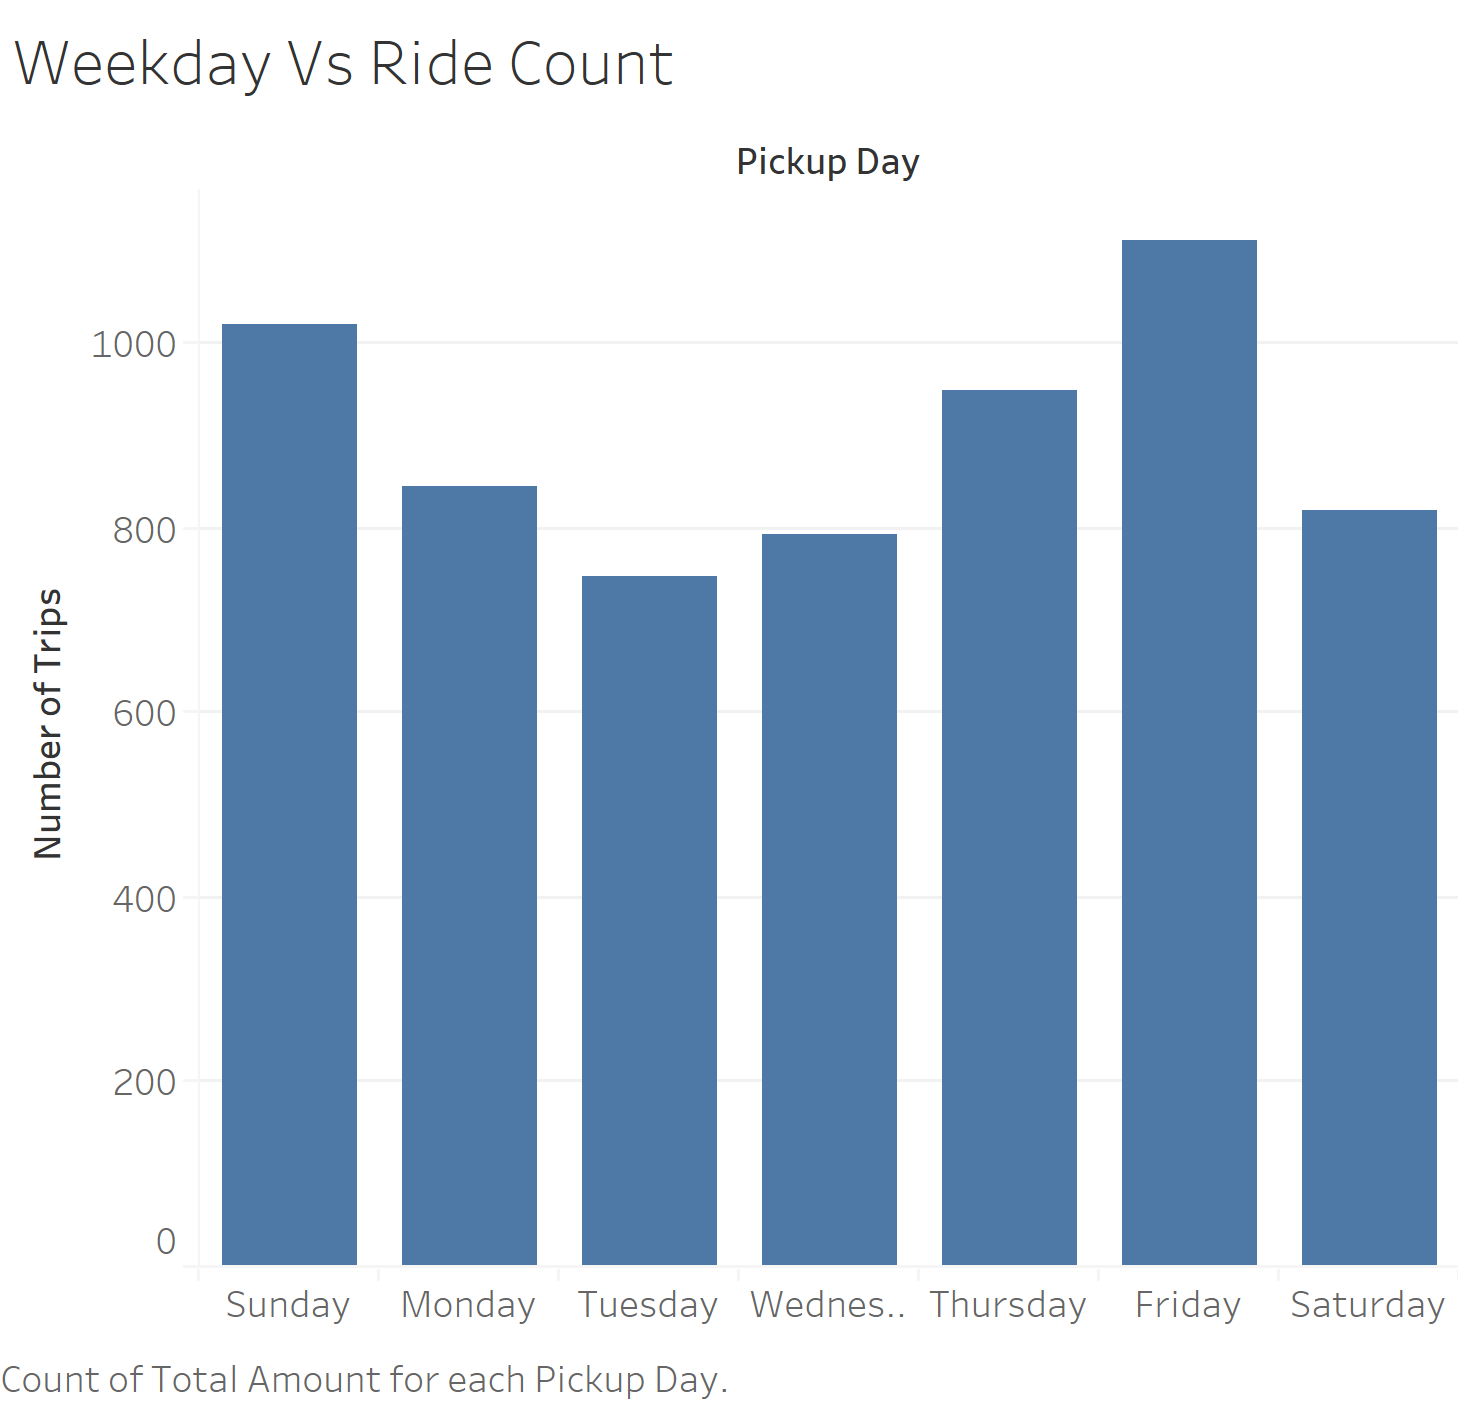 Weekday Vs Ride Count
Pickup Day
1000
800
600
400
200
0
Number of Trips
Sunday Monday Tuesday Wednes.. Thursday Friday Saturday
Count of Total Amount for each Pickup Day.